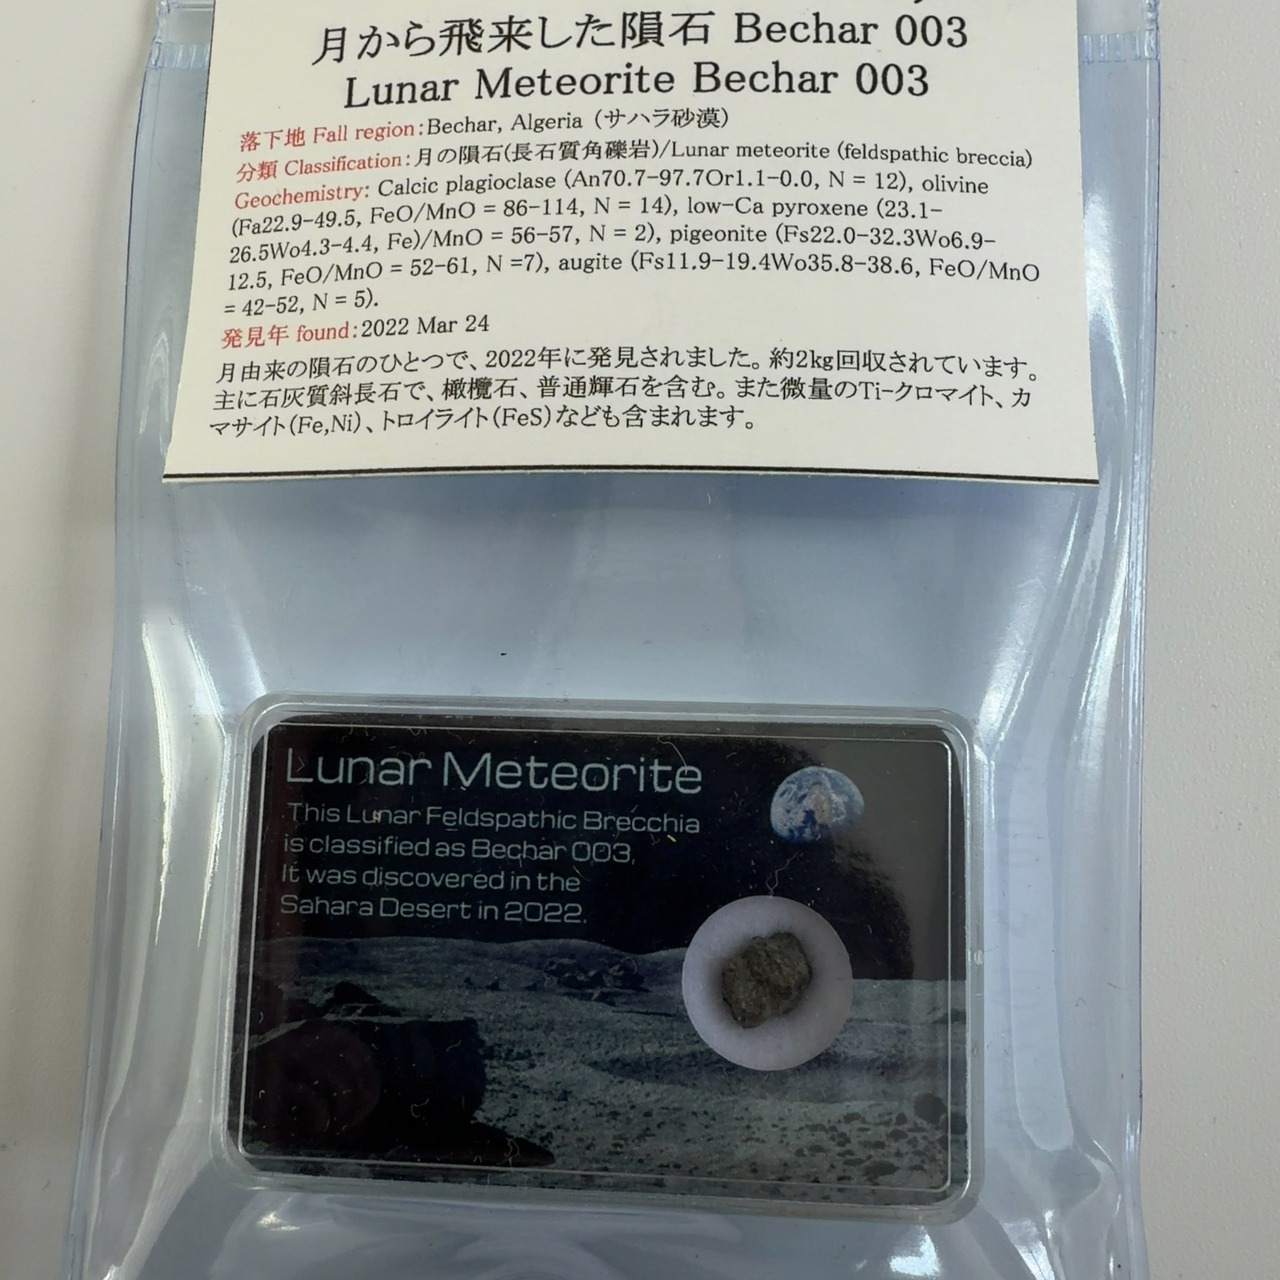 月から飛来した隕石 Bechar 003
Lunar Meteorite Bechar 003
落下地 Fall region:Bechar, Algeria (サハラ砂漠)
分類 Classification:月の隕石(長石質角礫岩)/Lunar meteorite (feldspathic breccia)
Geochemistry: Calcic plagioclase (An70.7-97.7Or1.1-0.0, N = 12), olivine
(Fa22.9-49.5, FeO/MnO = 86-114, N = 14), low-Ca pyroxene (23.1-
26.5Wo4.3-4.4, Fe)/MnO = 56-57, N = 2), pigeonite (Fs22.0-32.3Wo6.9-
12.5, FeO/MnO = 52-61, N =7), augite (Fs11.9-19.4Wo35.8-38.6, FeO/MnO
= 42-52, N = 5).
発見年 found:2022 Mar 24
月由来の隕石のひとつで、2022年に発見されました。約2kg回収されています。
主に石灰質斜長石で、橄欖石、普通輝石を含む。また微量のTi-クロマイト、カ
マサイト(Fe,Ni)、トロイライト(FeS)なども含まれます。
Lunar Meteorite
This Lunar Feldspathic Brecchia
is classified as Bechar 003,
It was discovered in the
Sahara Desert in 2022.